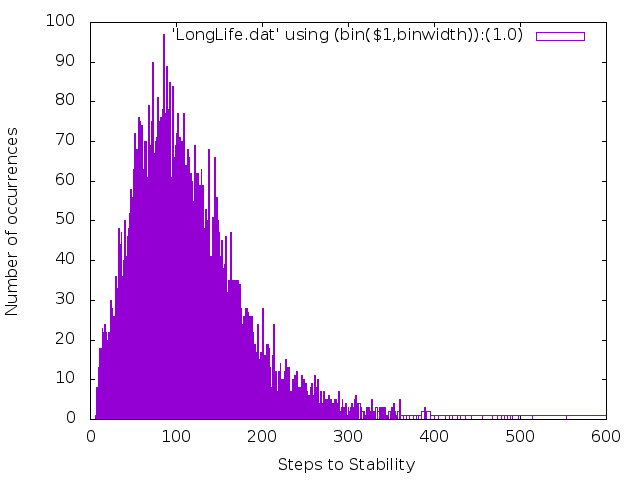 100
'LongLife.dat' using (bin($1,binwidth)):(1.0)
90
80
70
60
50
40
30
20
10
0
Number of occurrences
0 100 200 300 400 500 600
Steps to Stability